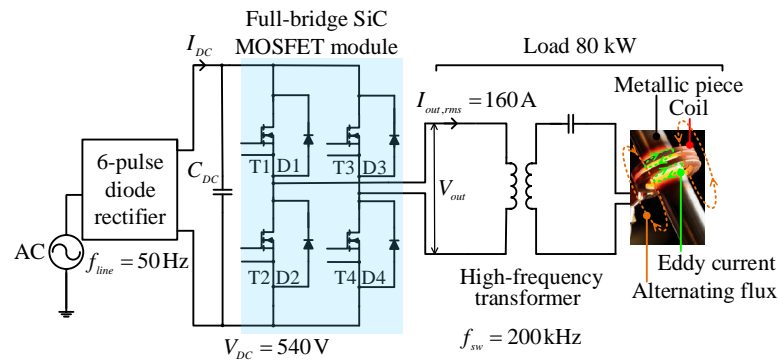 Full-bridge SiC
MOSFET module
Load 80 kW
I_DC
I_out,rms = 160 A
Metallic piece
Coil
6-pulse
diode
rectifier
C_DC
T1 D1
T3 D3
V_out
AC
f_line = 50 Hz
T2 D2
T4 D4
High-frequency
transformer
Eddy current
Alternating flux
V_DC = 540 V
f_sw = 200 kHz